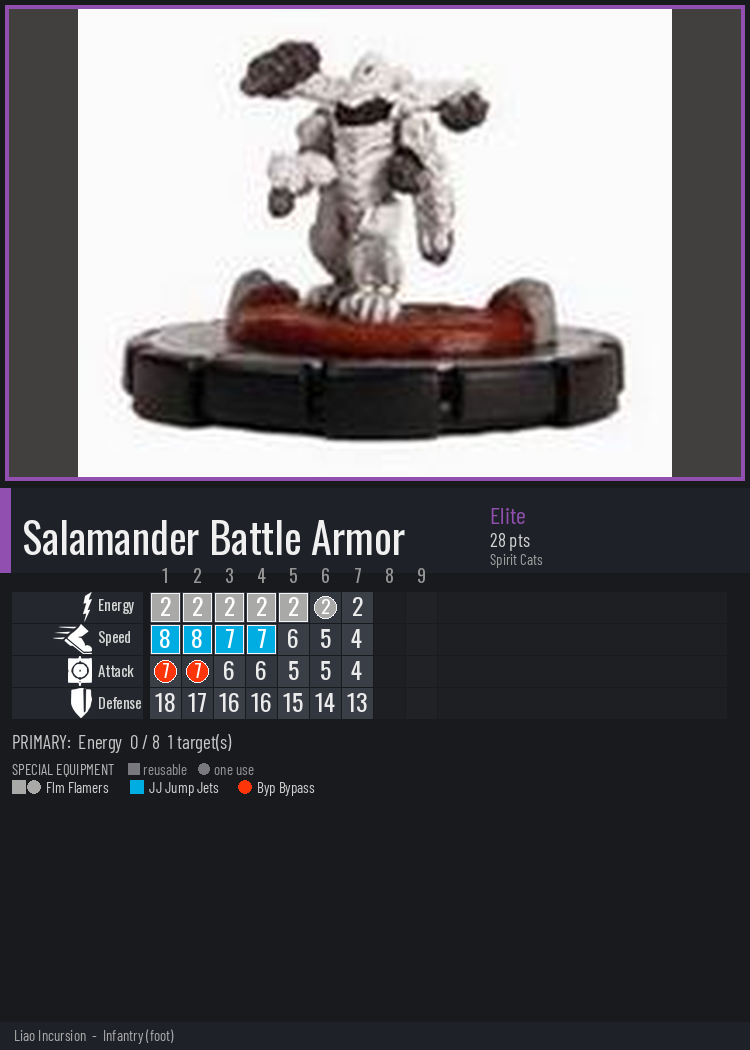 Salamander Battle Armor
Elite
28 pts
Spirit Cats
1 2 3 4 5 6 7 8 9
Energy 2 2 2 2 2 2 2
Speed 8 8 7 7 6 5 4
Attack 7 7 6 6 5 5 4
Defense 18 17 16 16 15 14 13
PRIMARY: Energy 0 / 8 1 target(s)
SPECIAL EQUIPMENT reusable one use
Flm Flamers JJ Jump Jets Byp Bypass
Liao Incursion - Infantry (foot)